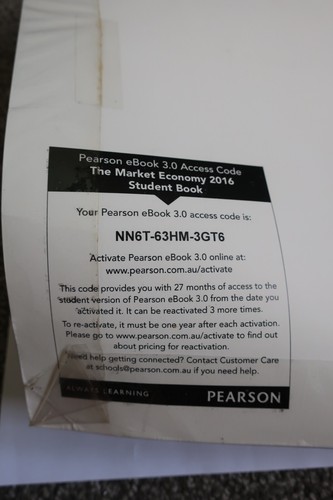 Pearson eBook 3.0 Access Code
The Market Economy 2016
Student Book
Your Pearson eBook 3.0 access code is:
NN6T-63HM-3GT6
Activate Pearson eBook 3.0 online at:
www.pearson.com.au/activate
This code provides you with 27 months of access to the
student version of Pearson eBook 3.0 from the date you
activated it. It can be reactivated 3 more times.
To re-activate, it must be one year after each activation.
Please go to www.pearson.com.au/activate to find out
about pricing for reactivation.
Need help getting connected? Contact Customer Care
at schools@pearson.com.au if you need help.
ALWAYS LEARNING
PEARSON